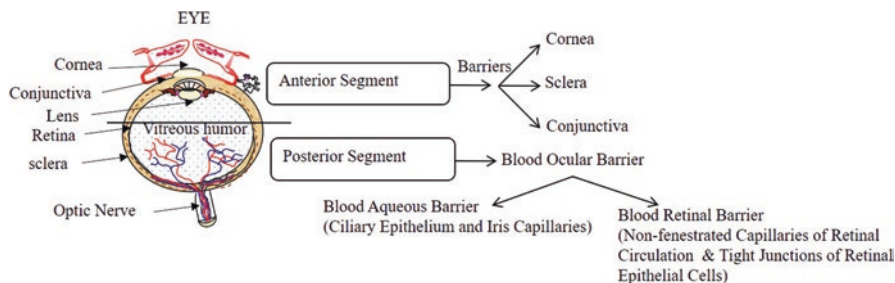 EYE
Cornea
Conjunctiva
Lens
Retina
Vitreous humor
sclera
Optic Nerve
Anterior Segment
Barriers
Cornea
Sclera
Conjunctiva
Posterior Segment
Blood Ocular Barrier
Blood Aqueous Barrier
(Ciliary Epithelium and Iris Capillaries)
Blood Retinal Barrier
(Non-fenestrated Capillaries of Retinal
Circulation & Tight Junctions of Retinal
Epithelial Cells)